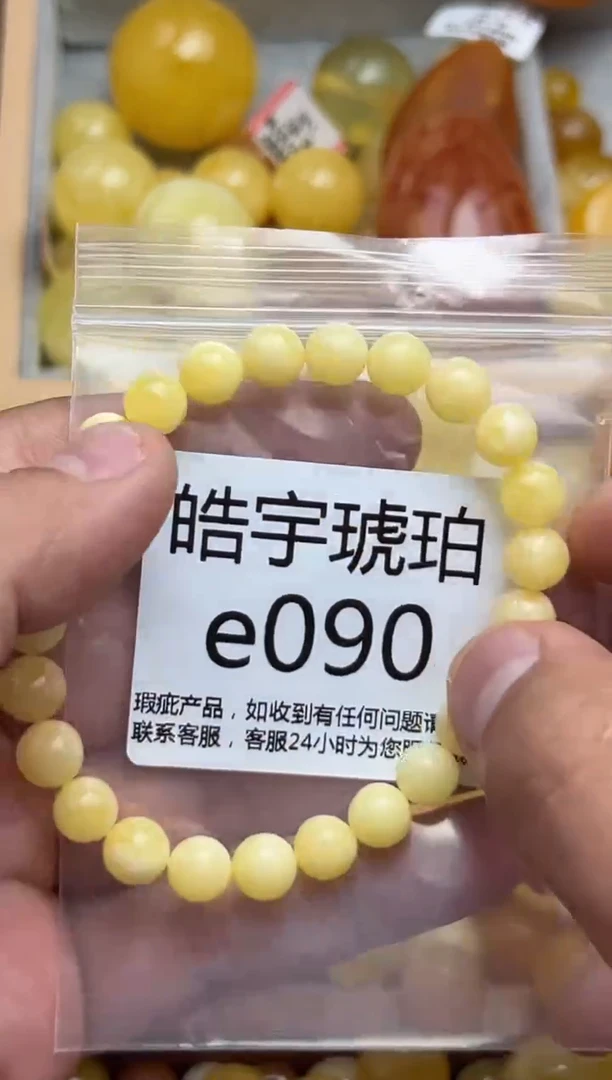 皓宇琥珀
e090
瑕疵产品，如收到有任何问题请
联系客服，客服24小时为您